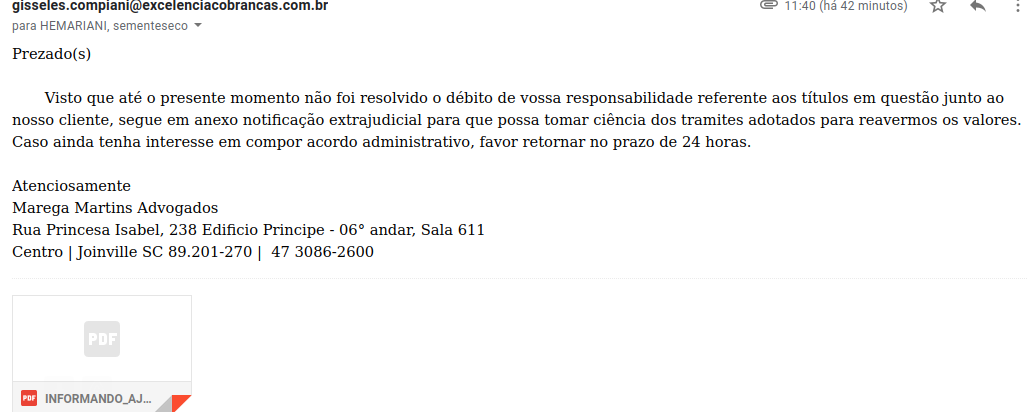 gisseles.compiani@excelenciacobrancas.com.br
11:40 (há 42 minutos)
para HEMARIANI, sementeseco
Prezado(s)
Visto que até o presente momento não foi resolvido o débito de vossa responsabilidade referente aos títulos em questão junto ao
nosso cliente, segue em anexo notificação extrajudicial para que possa tomar ciência dos tramites adotados para reavermos os valores.
Caso ainda tenha interesse em compor acordo administrativo, favor retornar no prazo de 24 horas.
Atenciosamente
Marega Martins Advogados
Rua Princesa Isabel, 238 Edificio Principe - 06° andar, Sala 611
Centro | Joinville SC 89.201-270 | 47 3086-2600
PDF
PDF INFORMANDO_AJ...